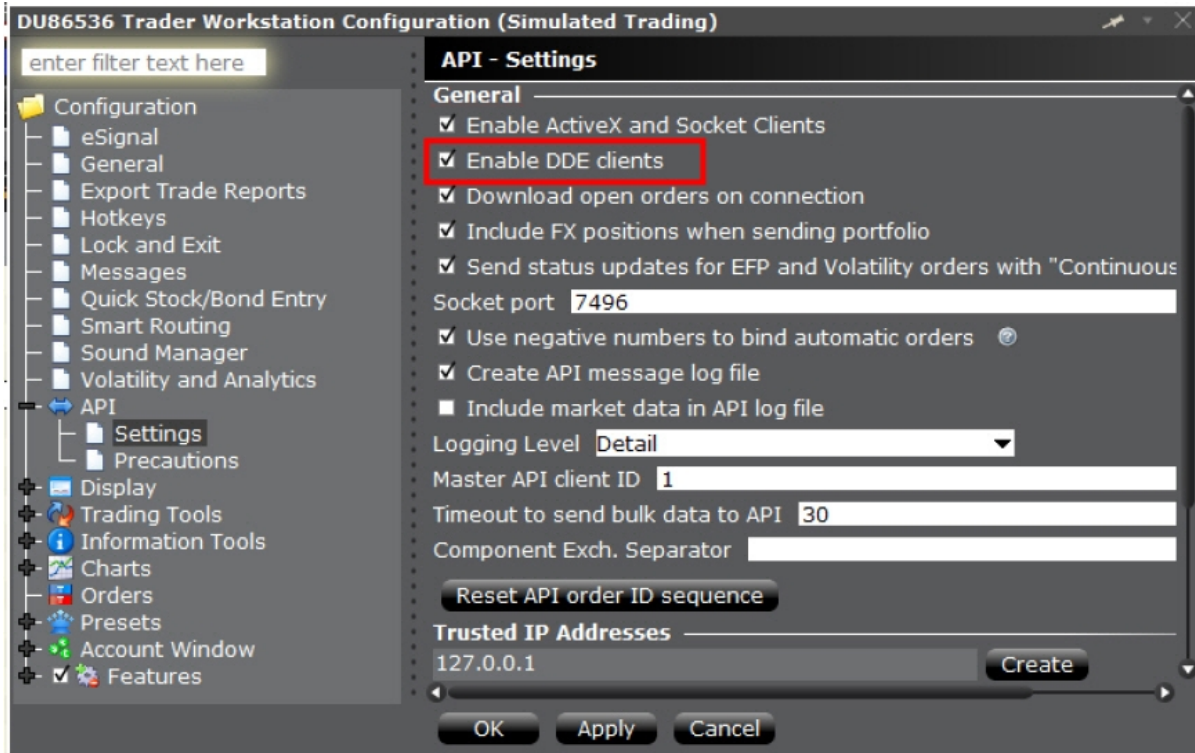 DU86536 Trader Workstation Configuration (Simulated Trading)
enter filter text here
Configuration
eSignal
General
Export Trade Reports
Hotkeys
Lock and Exit
Messages
Quick Stock/Bond Entry
Smart Routing
Sound Manager
Volatility and Analytics
API
Settings
Precautions
Display
Trading Tools
Information Tools
Charts
Orders
Presets
Account Window
Features
API - Settings
General
Enable ActiveX and Socket Clients
Enable DDE clients
Download open orders on connection
Include FX positions when sending portfolio
Send status updates for EFP and Volatility orders with "Continuous
Socket port 7496
Use negative numbers to bind automatic orders
Create API message log file
Include market data in API log file
Logging Level Detail
Master API client ID 1
Timeout to send bulk data to API 30
Component Exch. Separator
Reset API order ID sequence
Trusted IP Addresses
127.0.0.1 Create
OK Apply Cancel